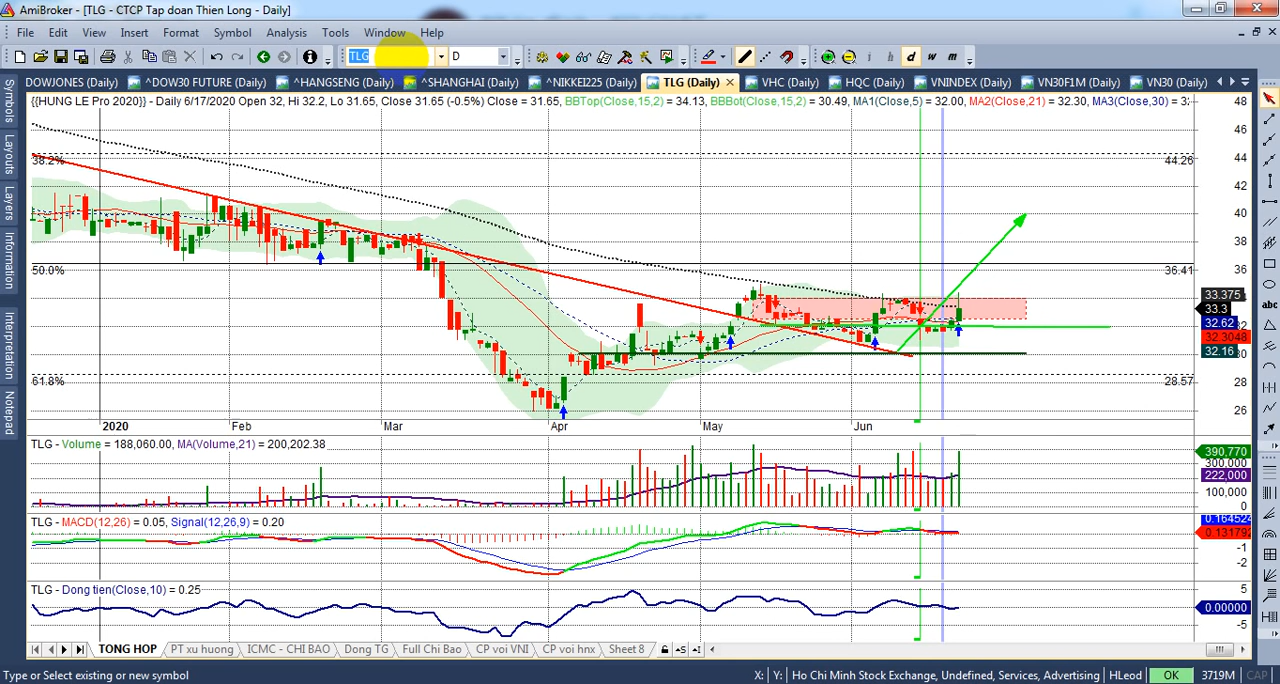 AmiBroker - [TLG - CTCP Tap doan Thien Long - Daily]
File Edit View Insert Format Symbol Analysis Tools Window Help
TLG D i h d w m
DOWJONES (Daily) ^DOW30 FUTURE (Daily) ^HANGSENG (Daily) ^SHANGHAI (Daily) ^NIKKEI225 (Daily) TLG (Daily) VHC (Daily) HQC (Daily) VNINDEX (Daily) VN30F1M (Daily) VN30 (Daily)
{{HUNG LE Pro 2020}} - Daily 6/17/2020 Open 32, Hi 32.2, Lo 31.65, Close 31.65 (-0.5%) Close = 31.65, BBTop(Close,15,2) = 34.13, BBBot(Close,15,2) = 30.49, MA1(Close,5) = 32.00, MA2(Close,21) = 32.30, MA3(Close,30) = 3:
48
46
38.2% 44.26 44
42
40
38
50.0% 36.41 36
33.375
33.3
32.62 32
32.3048
32.16 30
61.8% 28.57 28
26
2020 Feb Mar Apr May Jun
TLG - Volume = 188,060.00, MA(Volume,21) = 200,202.38
390,770
300,000
222,000
100,000
0
TLG - MACD(12,26) = 0.05, Signal(12,26,9) = 0.20
0.164524
0.131792
-1
-2
TLG - Dong tien(Close,10) = 0.25
5
0.00000
-5
TONG HOP PT xu huong ICMC - CHI BAO Dong TG Full Chi Bao CP voi VNI CP voi hnx Sheet 8
Type or Select existing or new symbol X: Y: Ho Chi Minh Stock Exchange, Undefined, Services, Advertising HLeod OK 3719M CAP
Symbols
Layouts
Layers
Information
Interpretation
Notepad
abc